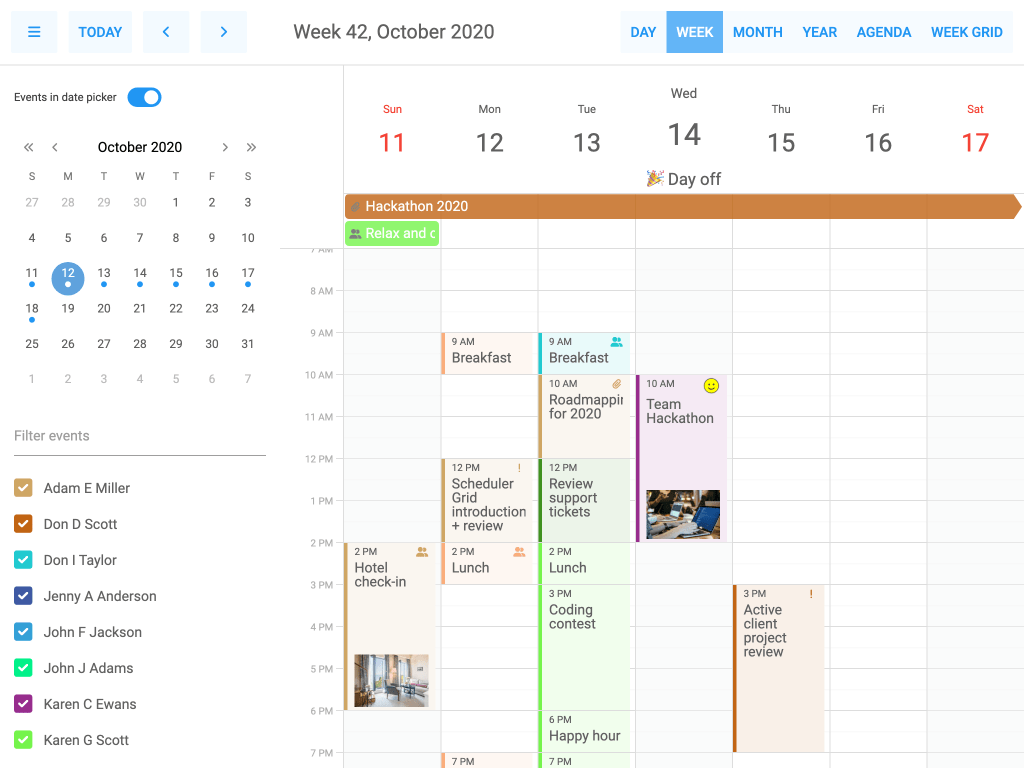 TODAY
Week 42, October 2020
DAY WEEK MONTH YEAR AGENDA WEEK GRID
Events in date picker
October 2020
S M T W T F S
27 28 29 30 1 2 3
4 5 6 7 8 9 10
11 12 13 14 15 16 17
18 19 20 21 22 23 24
25 26 27 28 29 30 31
1 2 3 4 5 6 7
Filter events
Adam E Miller
Don D Scott
Don I Taylor
Jenny A Anderson
John F Jackson
John J Adams
Karen C Ewans
Karen G Scott
Sun Mon Tue Wed Thu Fri Sat
11 12 13 14 15 16 17
Day off
Hackathon 2020
Relax and c
7 AM
8 AM
9 AM
10 AM
11 AM
12 PM
1 PM
2 PM
3 PM
4 PM
5 PM
6 PM
7 PM
2 PM
Hotel
check-in
9 AM
Breakfast
12 PM !
Scheduler
Grid
introduction
+ review
2 PM
Lunch
7 PM
9 AM
Breakfast
10 AM
Roadmappin
for 2020
12 PM
Review
support
tickets
2 PM
Lunch
3 PM
Coding
contest
6 PM
Happy hour
7 PM
10 AM
Team
Hackathon
3 PM !
Active
client
project
review